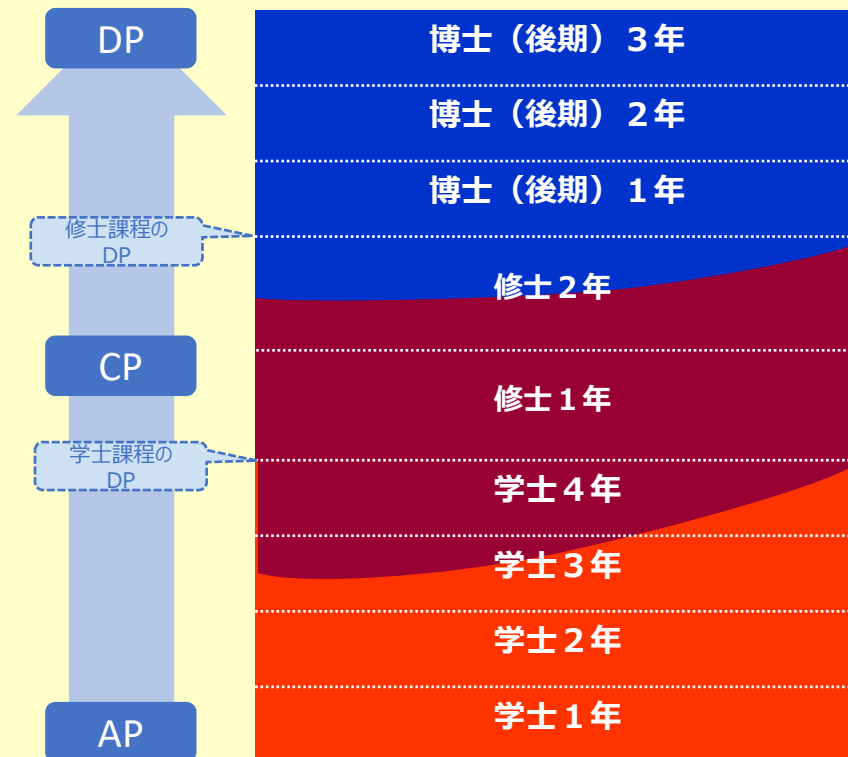 DP
博士（後期）３年
博士（後期）２年
博士（後期）１年
修士課程の
DP
修士２年
CP
修士１年
学士課程の
DP
学士４年
学士３年
学士２年
学士１年
AP